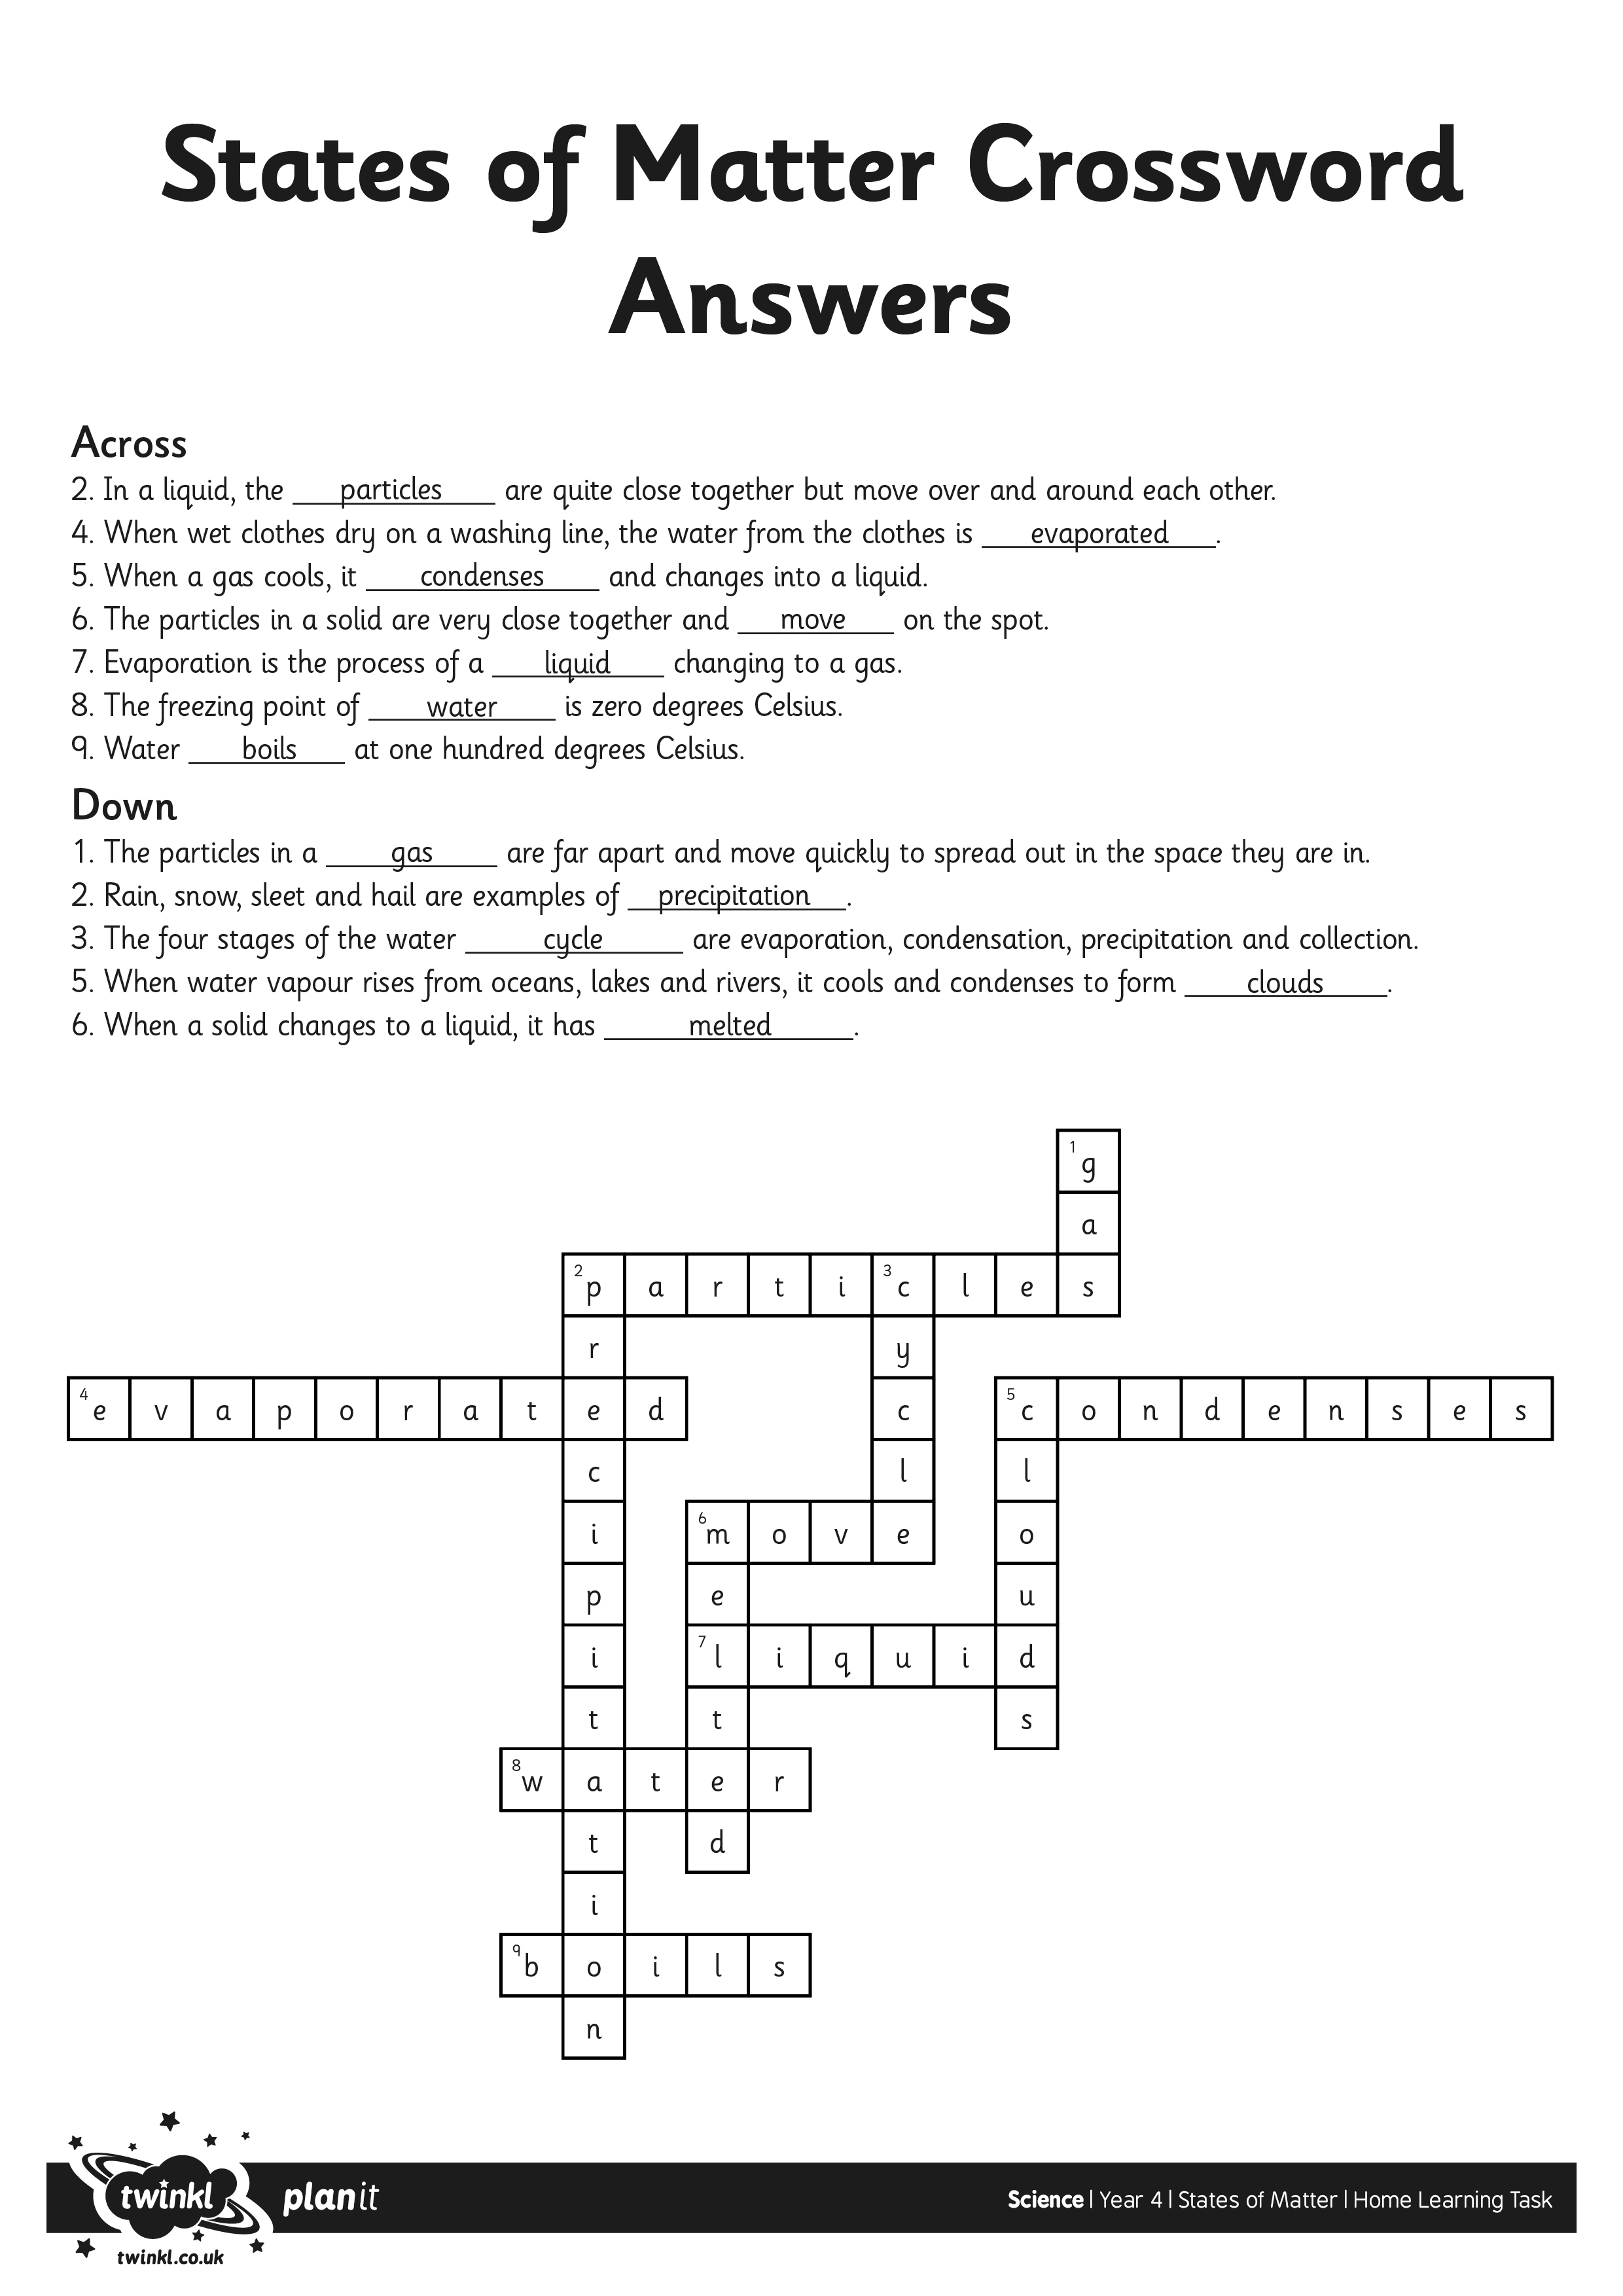 States of Matter Crossword
Answers
Across
2. In a liquid, the particles are quite close together but move over and around each other.
4. When wet clothes dry on a washing line, the water from the clothes is evaporated.
5. When a gas cools, it condenses and changes into a liquid.
6. The particles in a solid are very close together and move on the spot.
7. Evaporation is the process of a liquid changing to a gas.
8. The freezing point of water is zero degrees Celsius.
9. Water boils at one hundred degrees Celsius.
Down
1. The particles in a gas are far apart and move quickly to spread out in the space they are in.
2. Rain, snow, sleet and hail are examples of precipitation.
3. The four stages of the water cycle are evaporation, condensation, precipitation and collection.
5. When water vapour rises from oceans, lakes and rivers, it cools and condenses to form clouds.
6. When a solid changes to a liquid, it has melted.
1 g
a
2 p a r t i 3 c l e s
r y
4 e v a p o r a t e d c 5 c o n d e n s e s
c l l
i 6 m o v e o
p e u
i 7 l i q u i d
t t s
8 w a t e r
t d
i
9 b o i l s
n
twinkl planit
Science | Year 4 | States of Matter | Home Learning Task
twinkl.co.uk